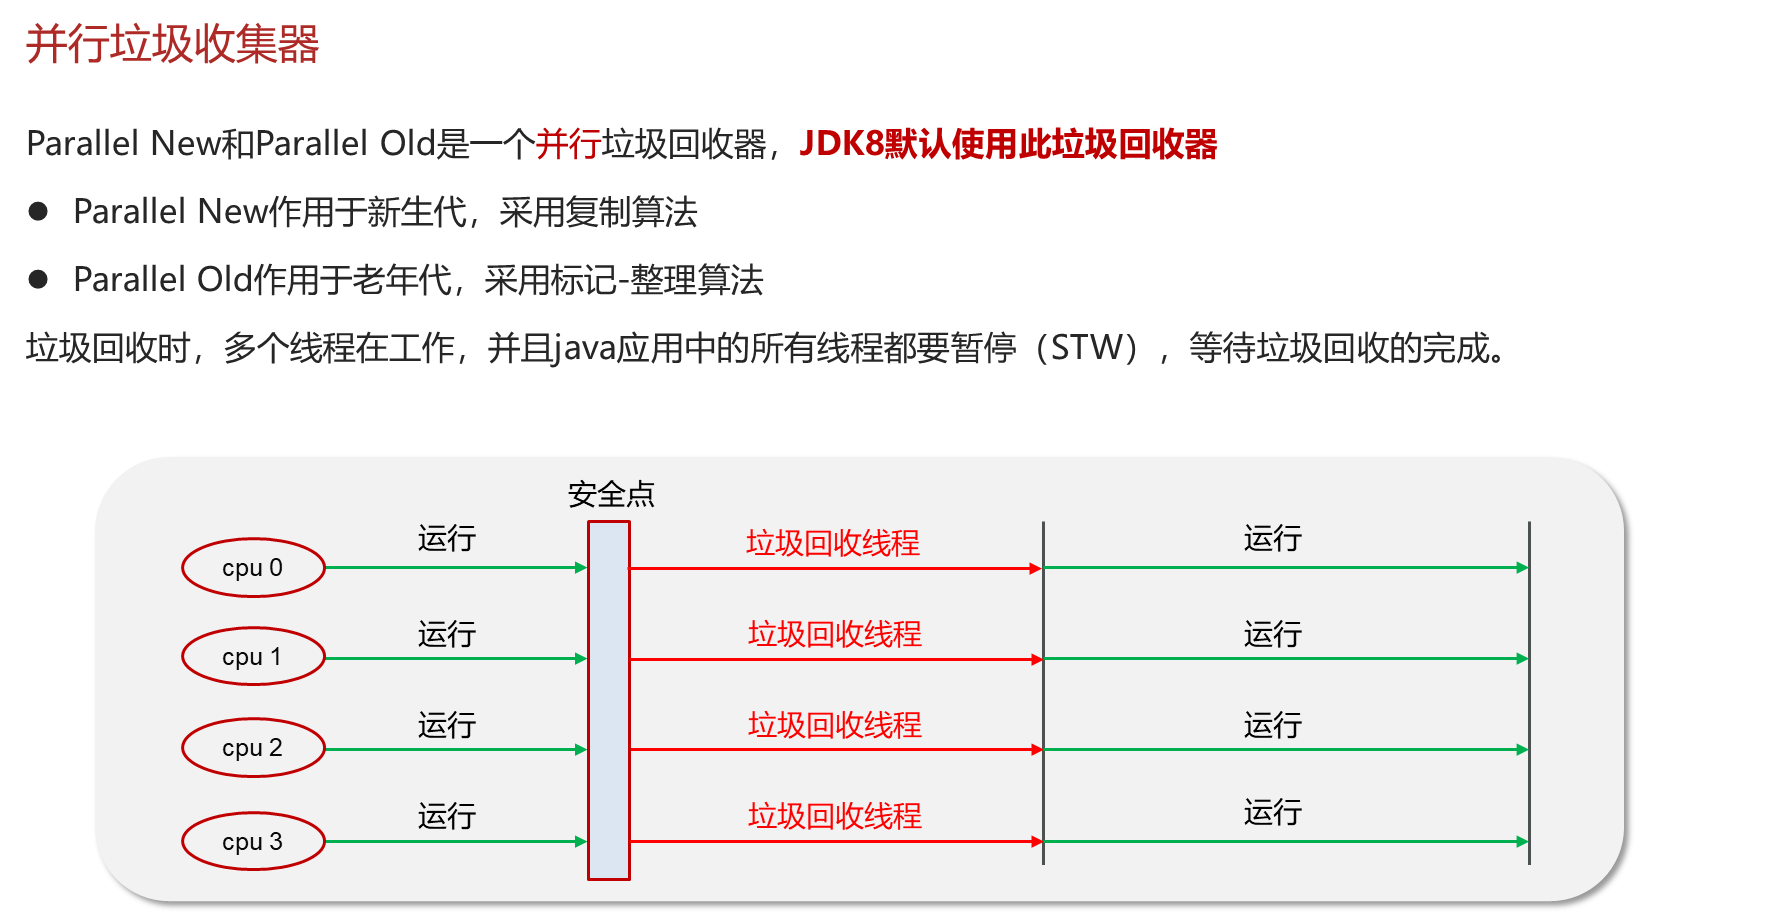 并行垃圾收集器
Parallel New和Parallel Old是一个并行垃圾回收器，JDK8默认使用此垃圾回收器
● Parallel New作用于新生代，采用复制算法
● Parallel Old作用于老年代，采用标记-整理算法
垃圾回收时，多个线程在工作，并且java应用中的所有线程都要暂停（STW），等待垃圾回收的完成。
安全点
cpu 0 运行 垃圾回收线程 运行
cpu 1 运行 垃圾回收线程 运行
cpu 2 运行 垃圾回收线程 运行
cpu 3 运行 垃圾回收线程 运行